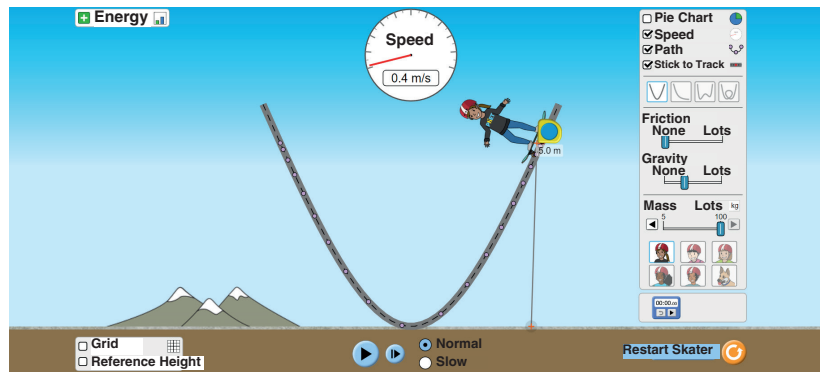 Energy
Speed
0.4 m/s
5.0 m
Pie Chart
Speed
Path
Stick to Track
Friction
None Lots
Gravity
None Lots
Mass Lots kg
5 100
00:00.00
Grid
Reference Height
Normal
Slow
Restart Skater